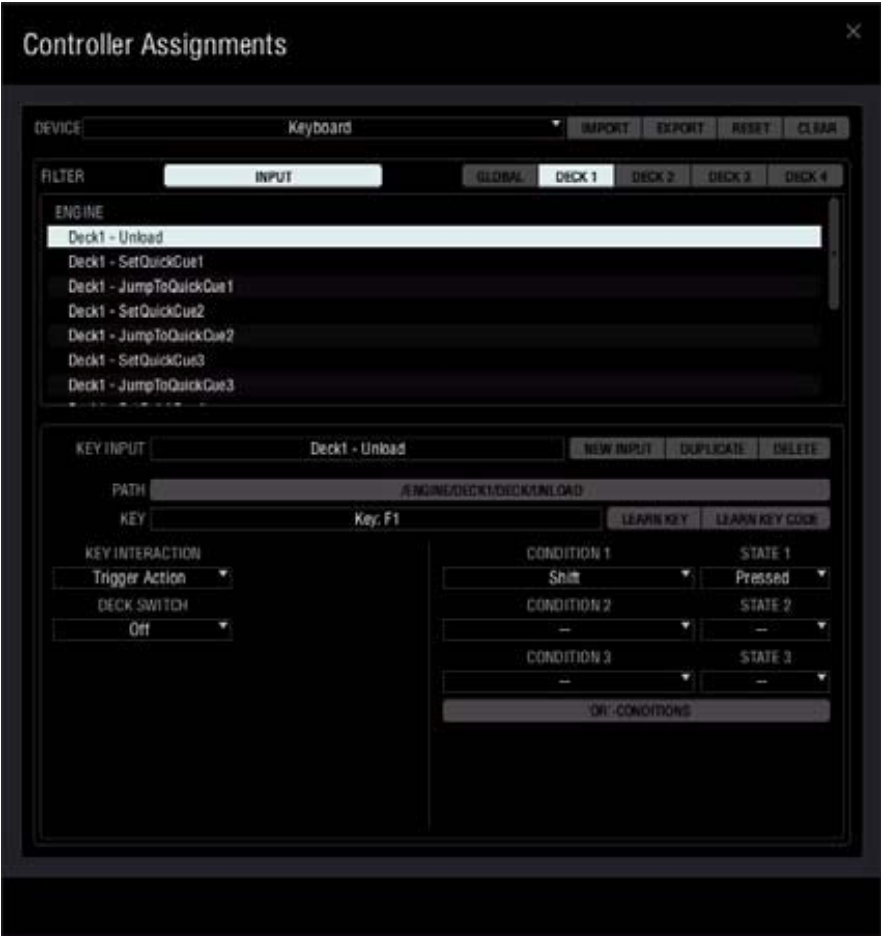 Controller Assignments
×
DEVICE Keyboard IMPORT EXPORT RESET CLEAR
FILTER INPUT GLOBAL DECK 1 DECK 2 DECK 3 DECK 4
ENGINE
Deck1 - Unload
Deck1 - SetQuickCue1
Deck1 - JumpToQuickCue1
Deck1 - SetQuickCue2
Deck1 - JumpToQuickCue2
Deck1 - SetQuickCue3
Deck1 - JumpToQuickCue3
KEY INPUT Deck1 - Unload NEW INPUT DUPLICATE DELETE
PATH /ENGINE/DECK1/DECK/UNLOAD
KEY Key: F1 LEARN KEY LEARN KEY CODE
KEY INTERACTION CONDITION 1 STATE 1
Trigger Action Shift Pressed
DECK SWITCH CONDITION 2 STATE 2
Off -- --
CONDITION 3 STATE 3
-- --
'OR'-CONDITIONS